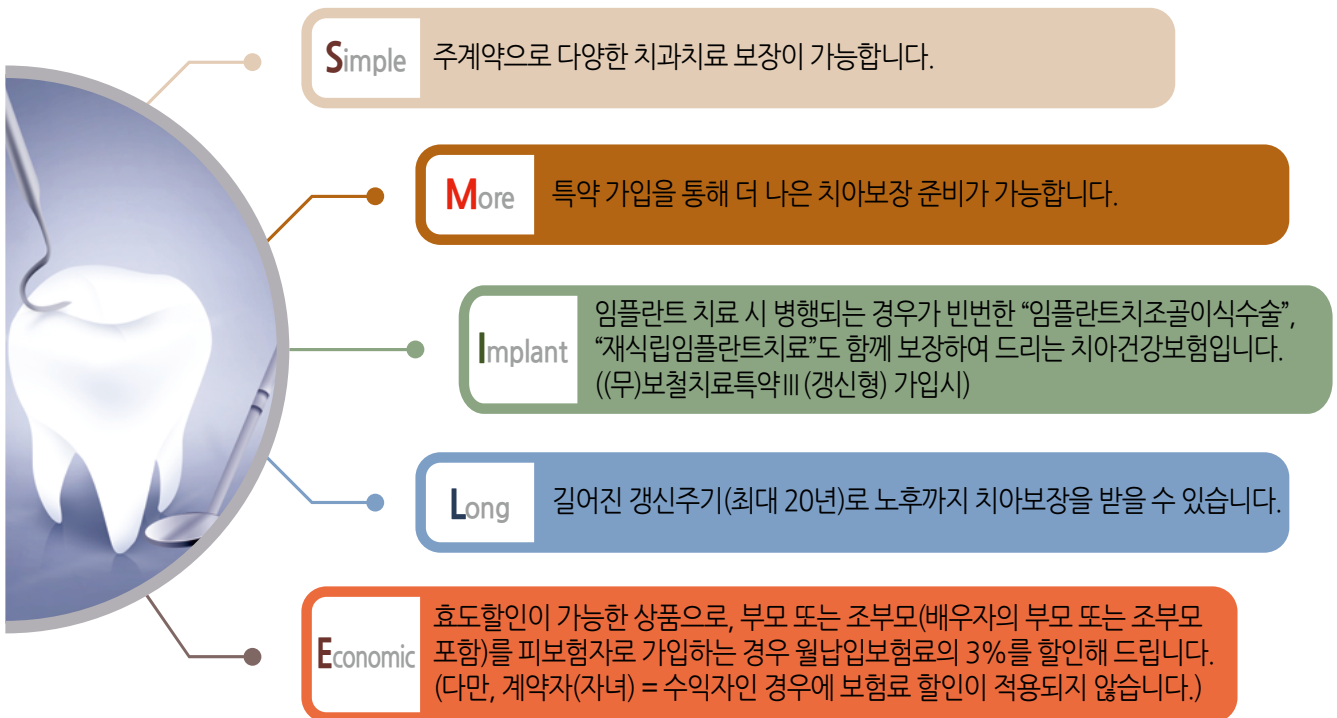 Simple 주계약으로 다양한 치과치료 보장이 가능합니다.
More 특약 가입을 통해 더 나은 치아보장 준비가 가능합니다.
Implant
임플란트 치료 시 병행되는 경우가 빈번한 “임플란트치조골이식수술”,
“재식립임플란트치료”도 함께 보장하여 드리는 치아건강보험입니다.
((무)보철치료특약Ⅲ(갱신형) 가입시)
Long 길어진 갱신주기(최대 20년)로 노후까지 치아보장을 받을 수 있습니다.
Economic
효도할인이 가능한 상품으로, 부모 또는 조부모(배우자의 부모 또는 조부모
포함)를 피보험자로 가입하는 경우 월납입보험료의 3%를 할인해 드립니다.
(다만, 계약자(자녀) = 수익자인 경우에 보험료 할인이 적용되지 않습니다.)